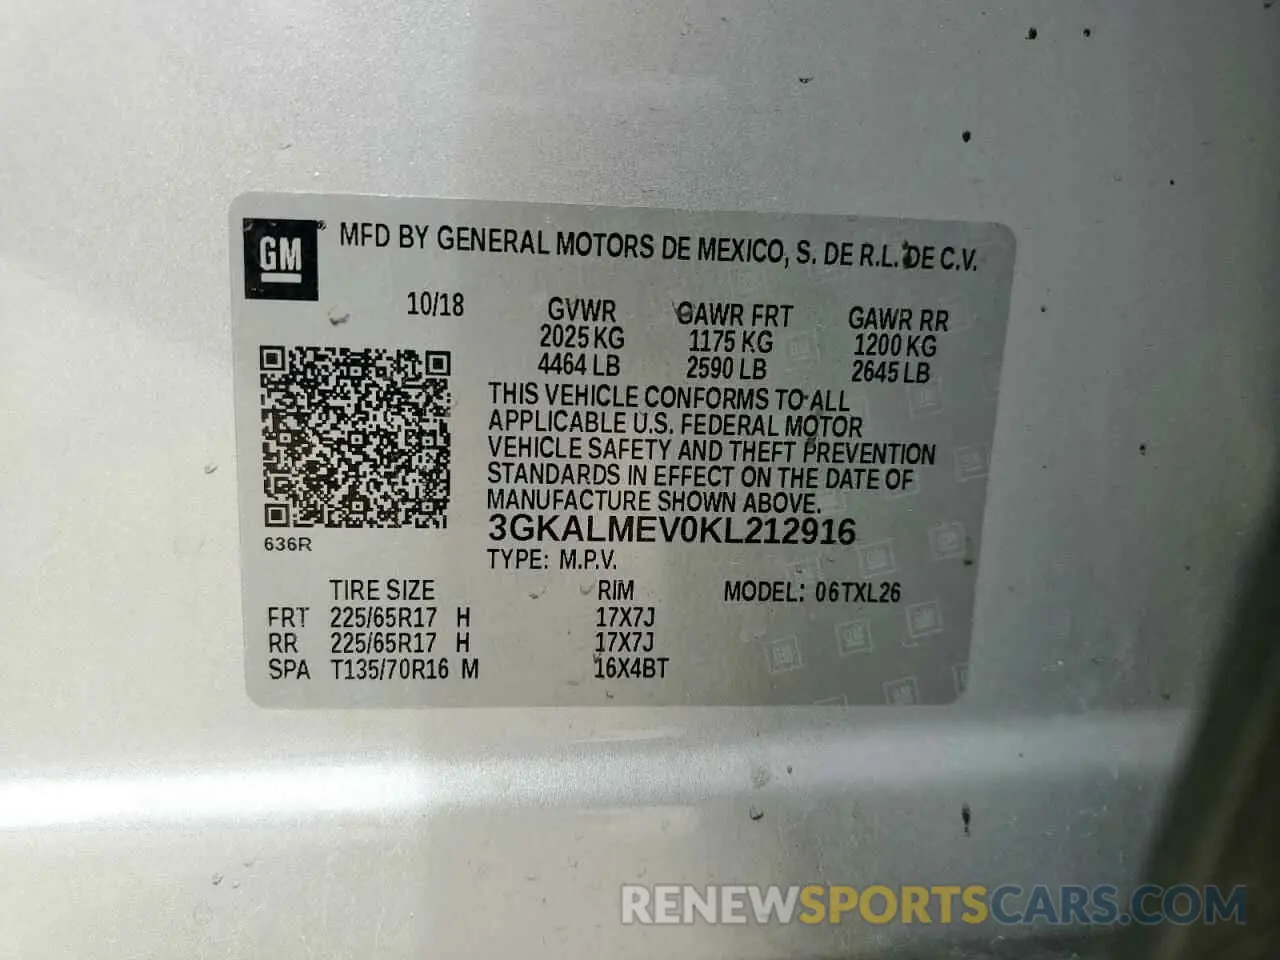 GM
MFD BY GENERAL MOTORS DE MEXICO, S. DE R.L. DE C.V.
10/18 GVWR GAWR FRT GAWR RR
2025 KG 1175 KG 1200 KG
4464 LB 2590 LB 2645 LB
THIS VEHICLE CONFORMS TO ALL
APPLICABLE U.S. FEDERAL MOTOR
VEHICLE SAFETY AND THEFT PREVENTION
STANDARDS IN EFFECT ON THE DATE OF
MANUFACTURE SHOWN ABOVE.
3GKALMEV0KL212916
636R
TYPE: M.P.V.
TIRE SIZE RIM MODEL: 06TXL26
FRT 225/65R17 H 17X7J
RR 225/65R17 H 17X7J
SPA T135/70R16 M 16X4BT
RENEWSPORTSCARS.COM